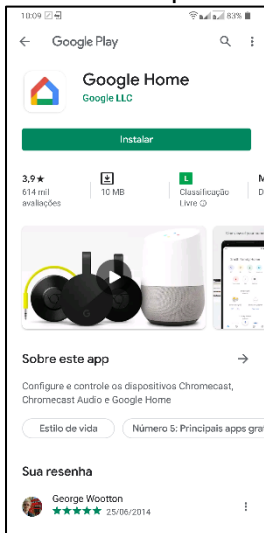 10:09
83%
Google Play
Google Home
Google LLC
Instalar
3,9★
614 mil
avaliações
10 MB
L
Classificação
Livre
Sobre este app
Configure e controle os dispositivos Chromecast,
Chromecast Audio e Google Home
Estilo de vida
Número 5: Principais apps grat
Sua resenha
George Wootton
★★★★★ 25/06/2014